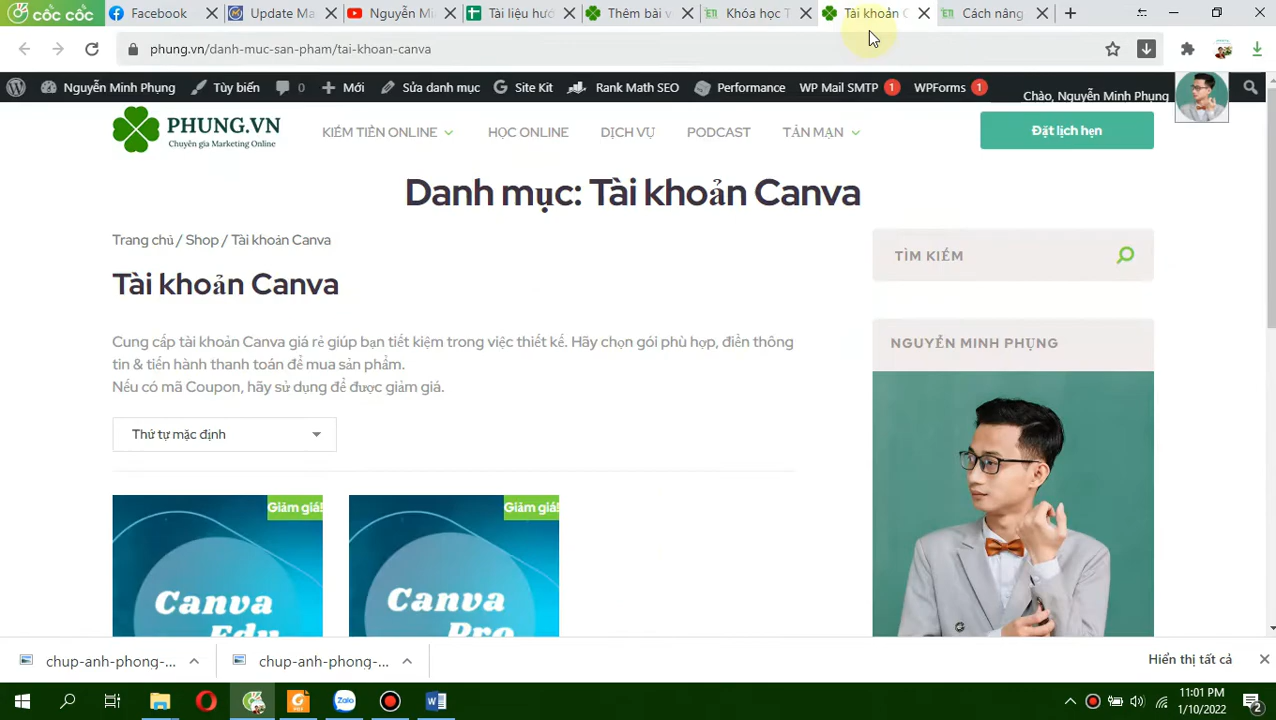 cốc cốc
Facebook
Update Ma
Nguyễn Mi
Tài liệu hướ
Thêm bài v
hóa học T
Tài khoản C
Cách nâng
phung.vn/danh-muc-san-pham/tai-khoan-canva
Nguyễn Minh Phụng
Tùy biến
0
Mới
Sửa danh mục
Site Kit
Rank Math SEO
Performance
WP Mail SMTP 1
WPForms 1
Chào, Nguyễn Minh Phụng
PHUNG.VN
Chuyên gia Marketing Online
KIẾM TIỀN ONLINE
HỌC ONLINE
DỊCH VỤ
PODCAST
TẢN MẠN
Đặt lịch hẹn
Danh mục: Tài khoản Canva
Trang chủ / Shop / Tài khoản Canva
TÌM KIẾM
Tài khoản Canva
Cung cấp tài khoản Canva giá rẻ giúp bạn tiết kiệm trong việc thiết kế. Hãy chọn gói phù hợp, điền thông
tin & tiến hành thanh toán để mua sản phẩm.
Nếu có mã Coupon, hãy sử dụng để được giảm giá.
NGUYỄN MINH PHỤNG
Thứ tự mặc định
Giảm giá!
Giảm giá!
Canva
Edu
Canva
Pro
chup-anh-phong-...
chup-anh-phong-...
Hiển thị tất cả
Zalo
11:01 PM
1/10/2022
2